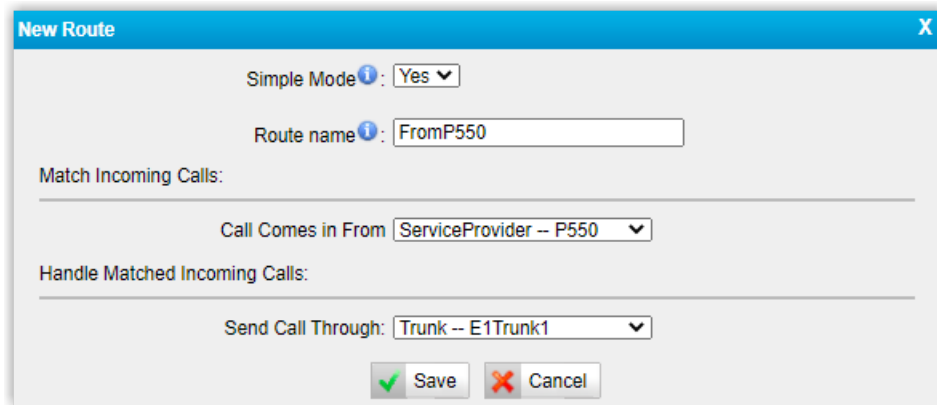 New Route X
Simple Mode i : Yes
Route name i : FromP550
Match Incoming Calls:
Call Comes in From ServiceProvider -- P550
Handle Matched Incoming Calls:
Send Call Through: Trunk -- E1Trunk1
Save Cancel